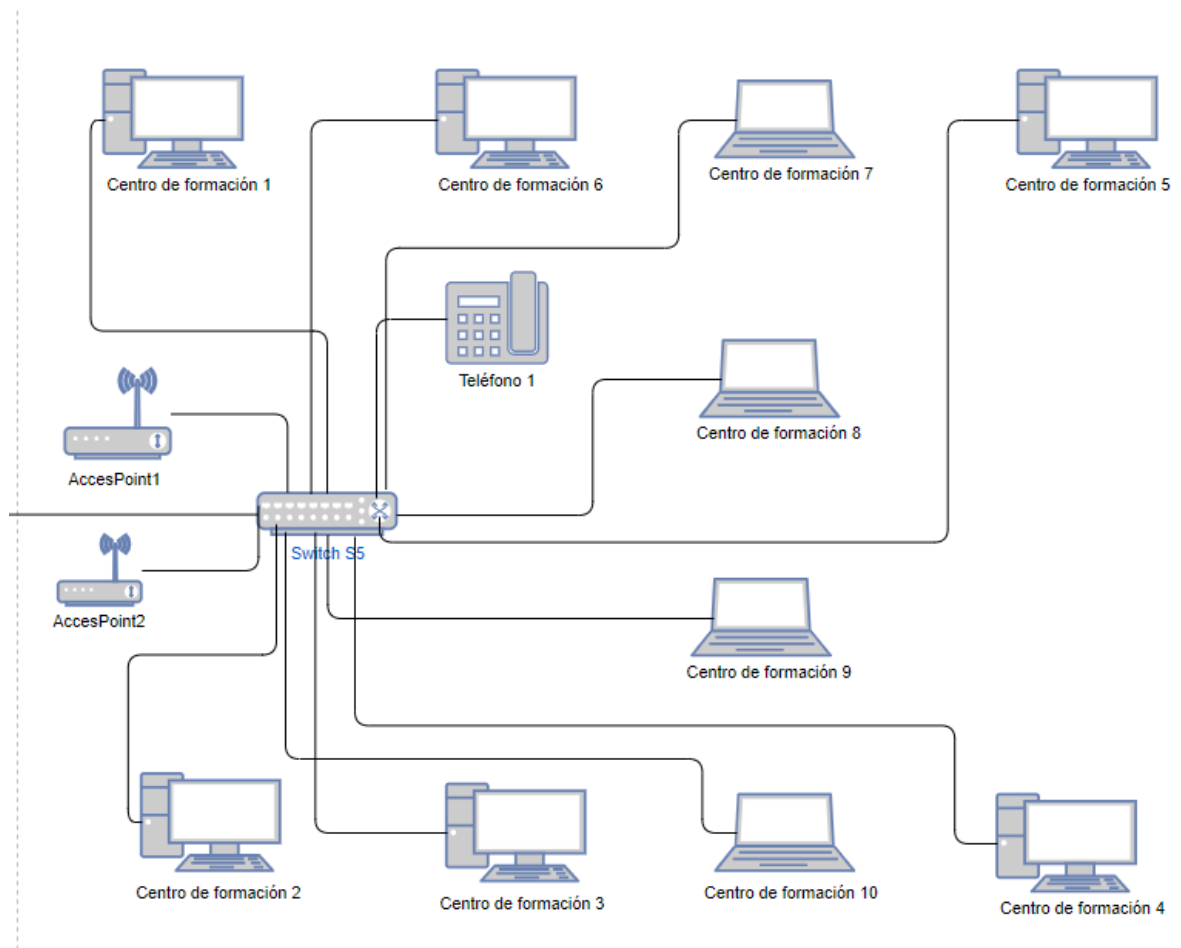 Centro de formación 1
Centro de formación 6
Centro de formación 7
Centro de formación 5
Teléfono 1
Centro de formación 8
AccesPoint1
Switch S5
AccesPoint2
Centro de formación 9
Centro de formación 2
Centro de formación 3
Centro de formación 10
Centro de formación 4